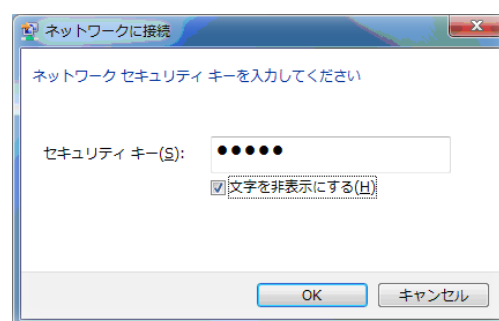 ネットワークに接続
ネットワーク セキュリティ キーを入力してください
セキュリティ キー(S): ●●●●●
文字を非表示にする(H)
OK キャンセル